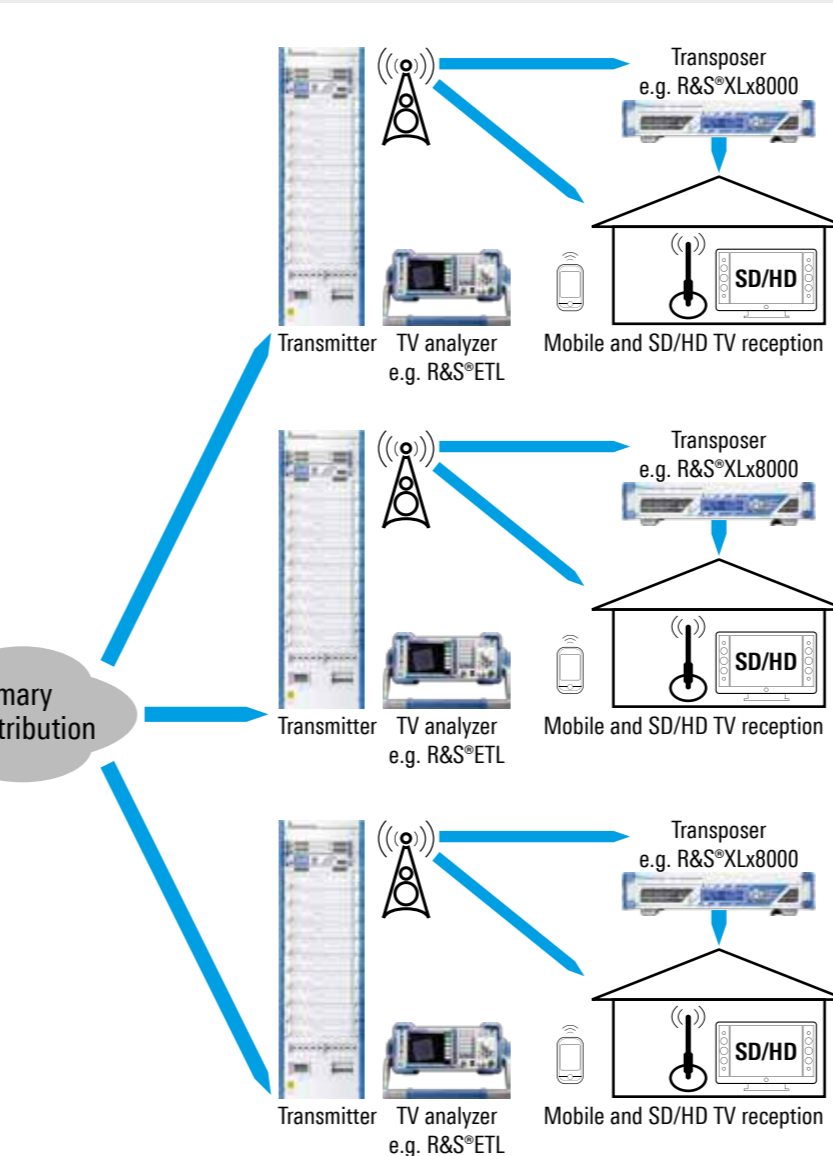 Transposer
e.g. R&S®XLx8000
SD/HD
Transmitter
TV analyzer
e.g. R&S®ETL
Mobile and SD/HD TV reception
Transposer
e.g. R&S®XLx8000
SD/HD
mary
tribution
Transmitter
TV analyzer
e.g. R&S®ETL
Mobile and SD/HD TV reception
Transposer
e.g. R&S®XLx8000
SD/HD
Transmitter
TV analyzer
e.g. R&S®ETL
Mobile and SD/HD TV reception